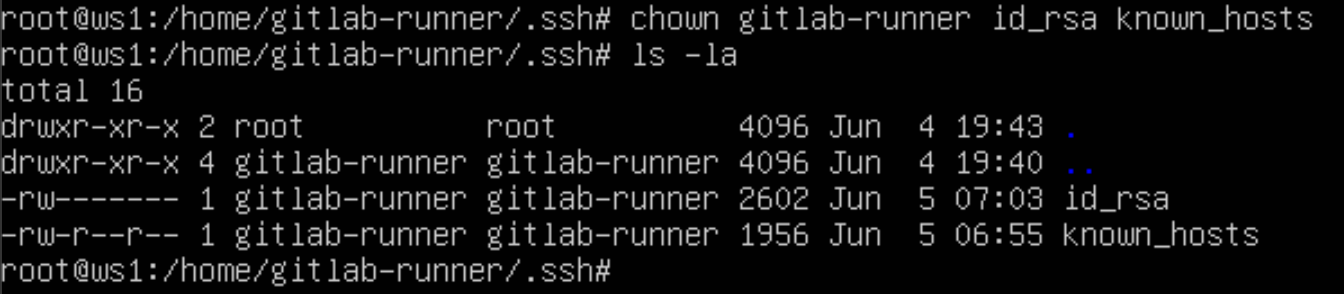 root@ws1:/home/gitlab-runner/.ssh# chown gitlab-runner id_rsa known_hosts
root@ws1:/home/gitlab-runner/.ssh# ls -la
total 16
drwxr-xr-x 2 root          root          4096 Jun  4 19:43 .
drwxr-xr-x 4 gitlab-runner gitlab-runner 4096 Jun  4 19:40 ..
-rw------- 1 gitlab-runner gitlab-runner 2602 Jun  5 07:03 id_rsa
-rw-r--r-- 1 gitlab-runner gitlab-runner 1956 Jun  5 06:55 known_hosts
root@ws1:/home/gitlab-runner/.ssh#